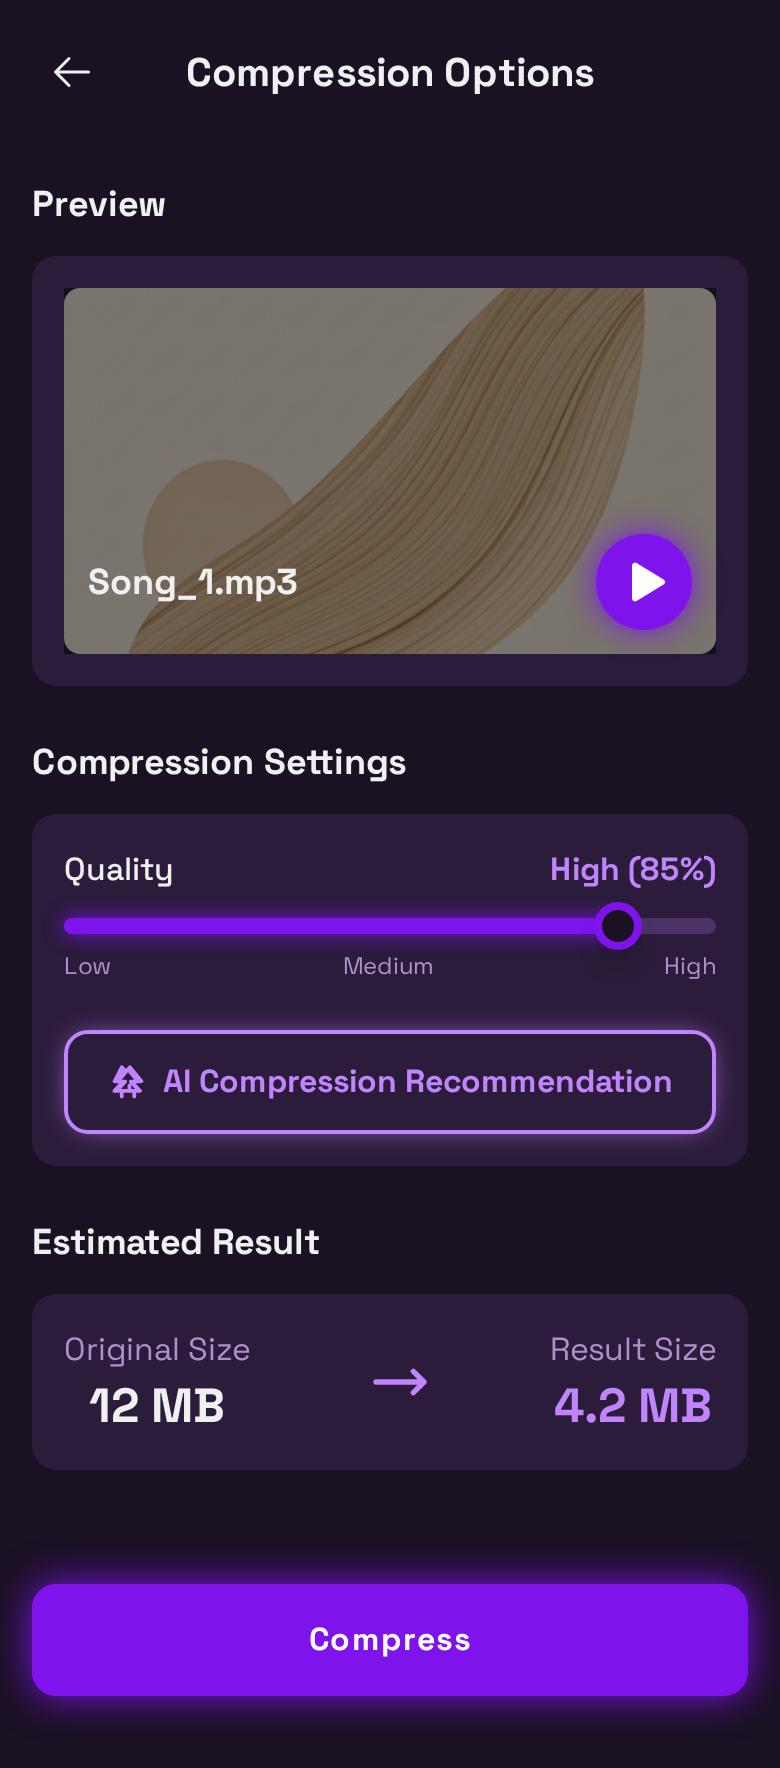 Compression Options
Preview
Song_1.mp3
Compression Settings
Quality
High (85%)
Low
Medium
High
AI Compression Recommendation
Estimated Result
Original Size
12 MB
Result Size
4.2 MB
Compress